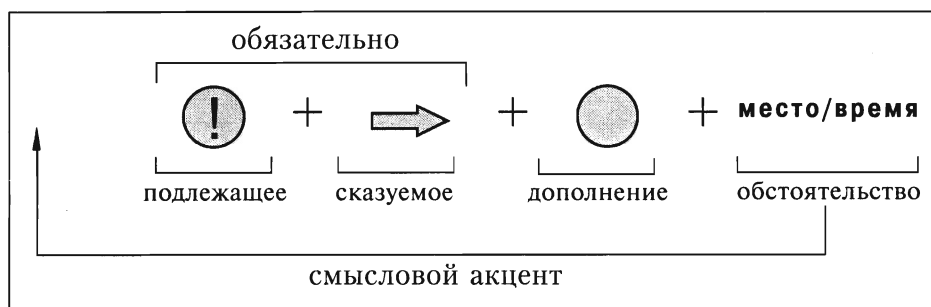 обязательно
! + + + место/время
подлежащее сказуемое дополнение обстоятельство
смысловой акцент